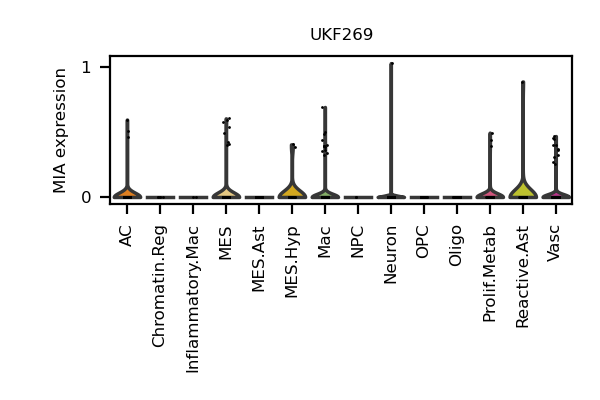 UKF269
MIA expression
1
0
AC
Chromatin.Reg
Inflammatory.Mac
MES
MES.Ast
MES.Hyp
Mac
NPC
Neuron
OPC
Oligo
Prolif.Metab
Reactive.Ast
Vasc